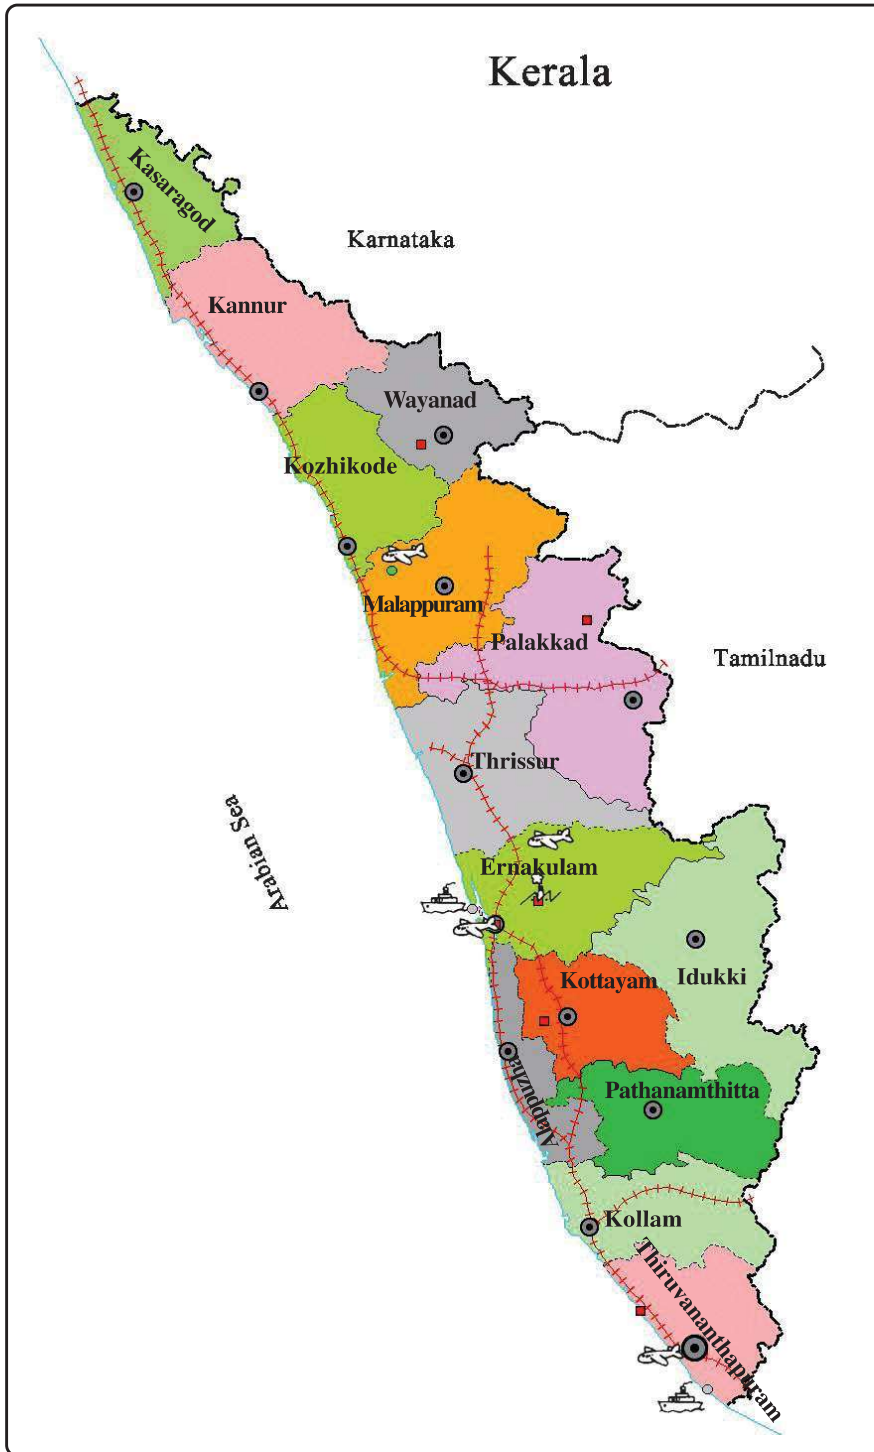 Kerala
Kasaragod
Karnataka
Kannur
Wayanad
Kozhikode
Malappuram
Palakkad
Tamilnadu
Thrissur
Arabian Sea
Ernakulam
Kottayam
Idukki
Alappuzha
Pathanamthitta
Kollam
Thiruvananthapuram